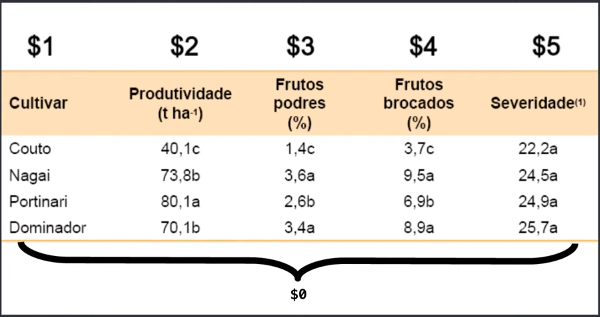 $1 $2 $3 $4 $5
Cultivar Produtividade (t ha-1) Frutos podres (%) Frutos brocados (%) Severidade(1)
Couto 40,1c 1,4c 3,7c 22,2a
Nagai 73,8b 3,6a 9,5a 24,5a
Portinari 80,1a 2,6b 6,9b 24,9a
Dominador 70,1b 3,4a 8,9a 25,7a
$0